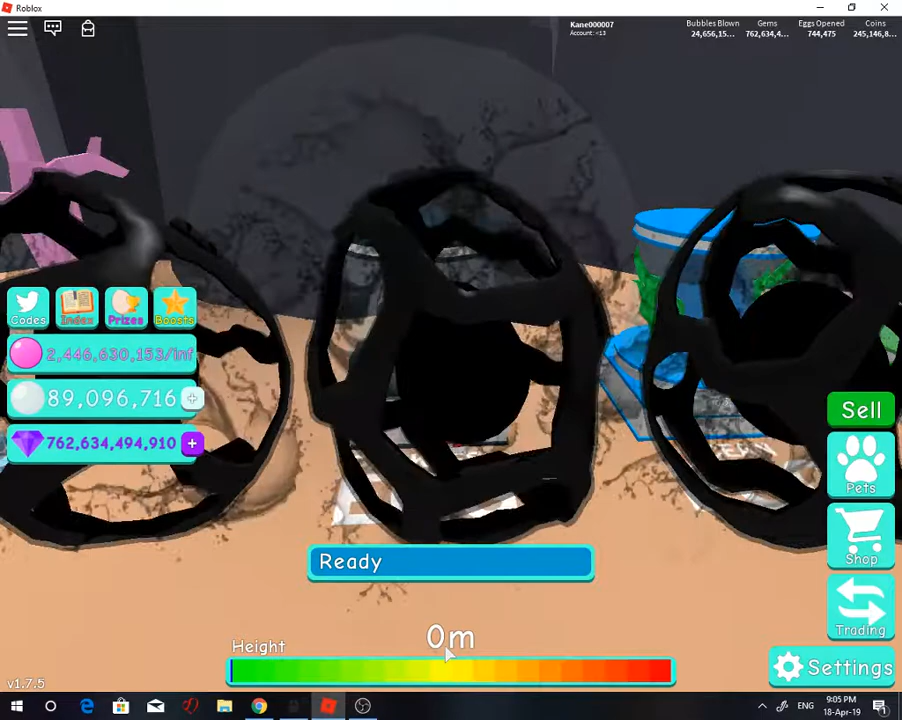 Roblox
Kane000007
Account: <13
Bubbles Blown
24,656,15...
Gems
762,634,4...
Eggs Opened
744,475
Coins
245,146,8...
Codes
Index
Prizes
Boosts
2,446,630,153/inf
89,096,716
762,634,494,910
Sell
Pets
Shop
Trading
Settings
Ready
0m
Height
v1.7.5
9:05 PM
18-Apr-19